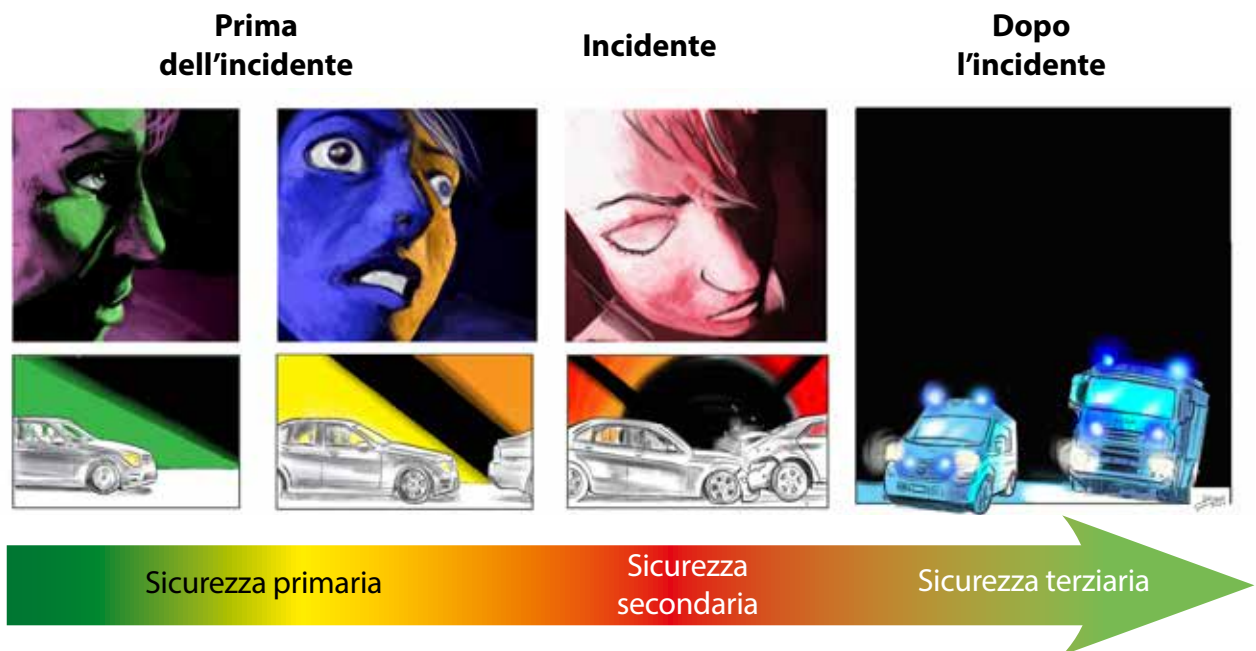 Prima
dell’incidente
Incidente
Dopo
l’incidente
Sicurezza primaria
Sicurezza
secondaria
Sicurezza terziaria